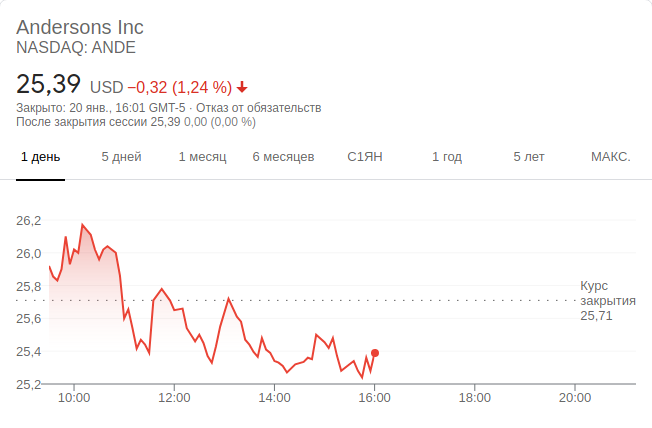 Andersons Inc
NASDAQ: ANDE
25,39 USD −0,32 (1,24 %)
Закрыто: 20 янв., 16:01 GMT-5 · Отказ от обязательств
После закрытия сессии 25,39 0,00 (0,00 %)
1 день 5 дней 1 месяц 6 месяцев С1ЯН 1 год 5 лет МАКС.
26,2
26,0
25,8
25,6
25,4
25,2
Курс
закрытия
25,71
10:00 12:00 14:00 16:00 18:00 20:00